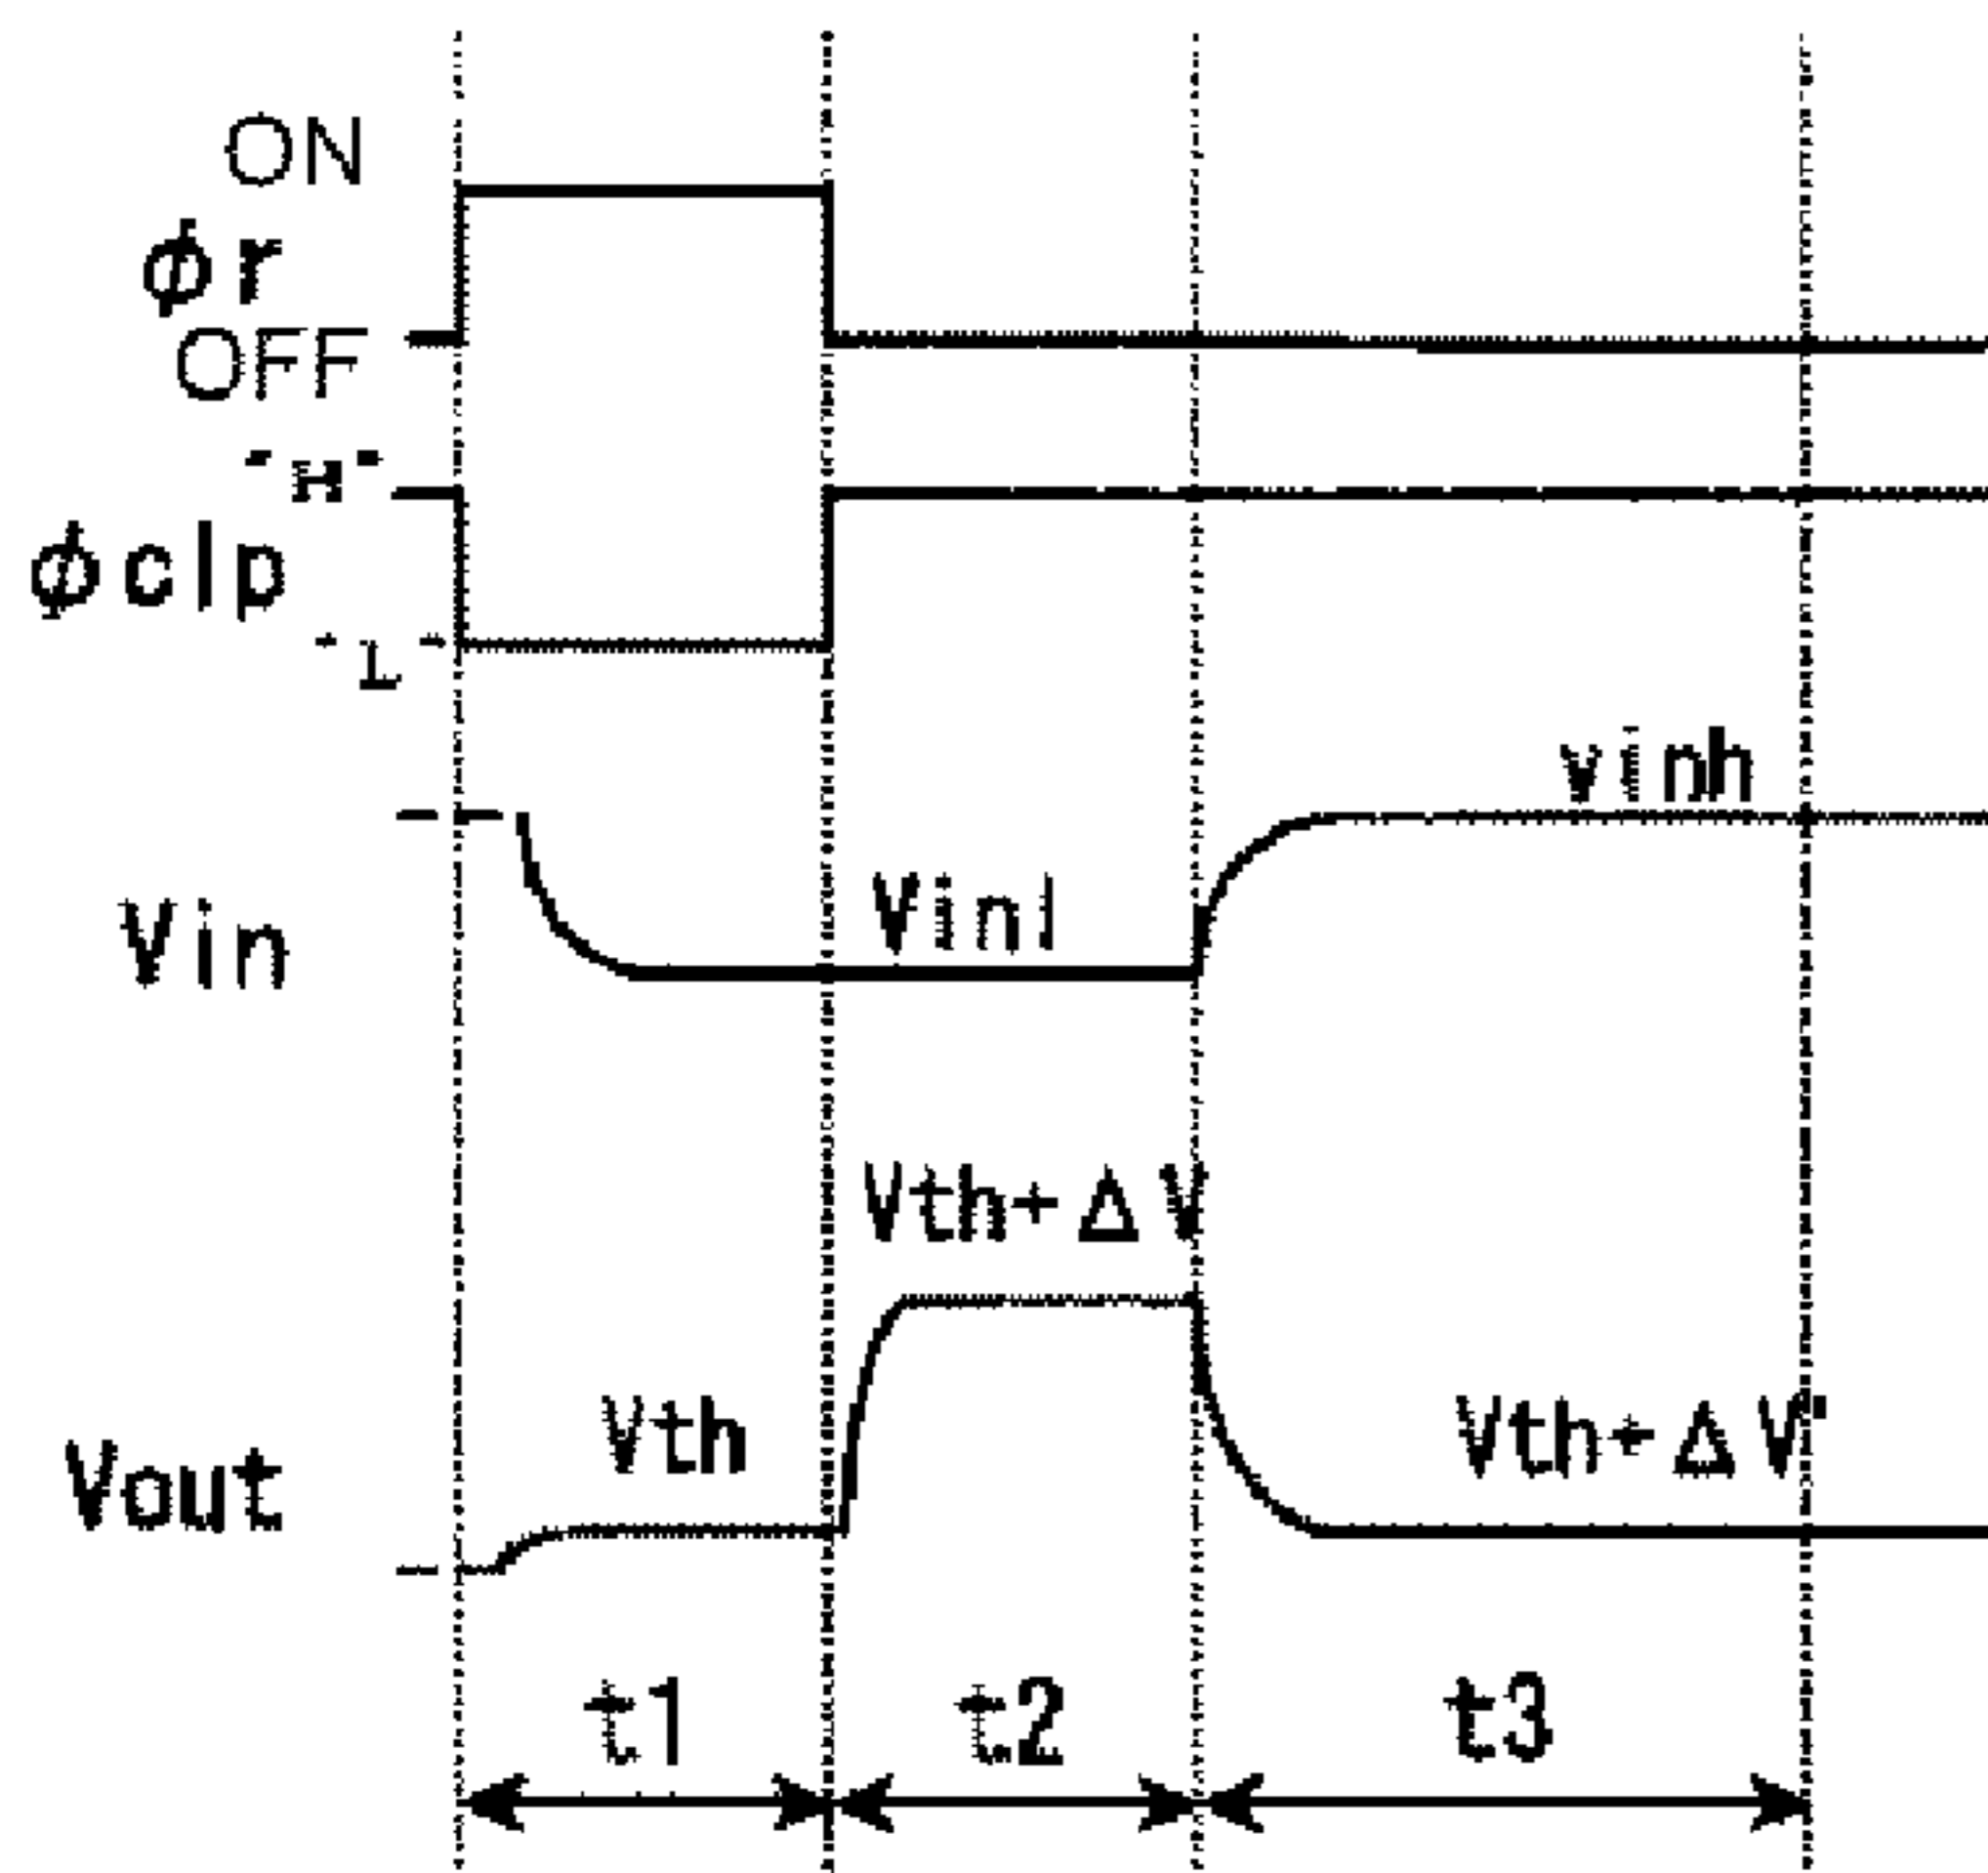 ON
φr
OFF
"H"
φclp
"L"
vinh
Vinl
Vin
Vth+ΔV
Vth
Vth+ΔV'
Vout
t1 t2 t3